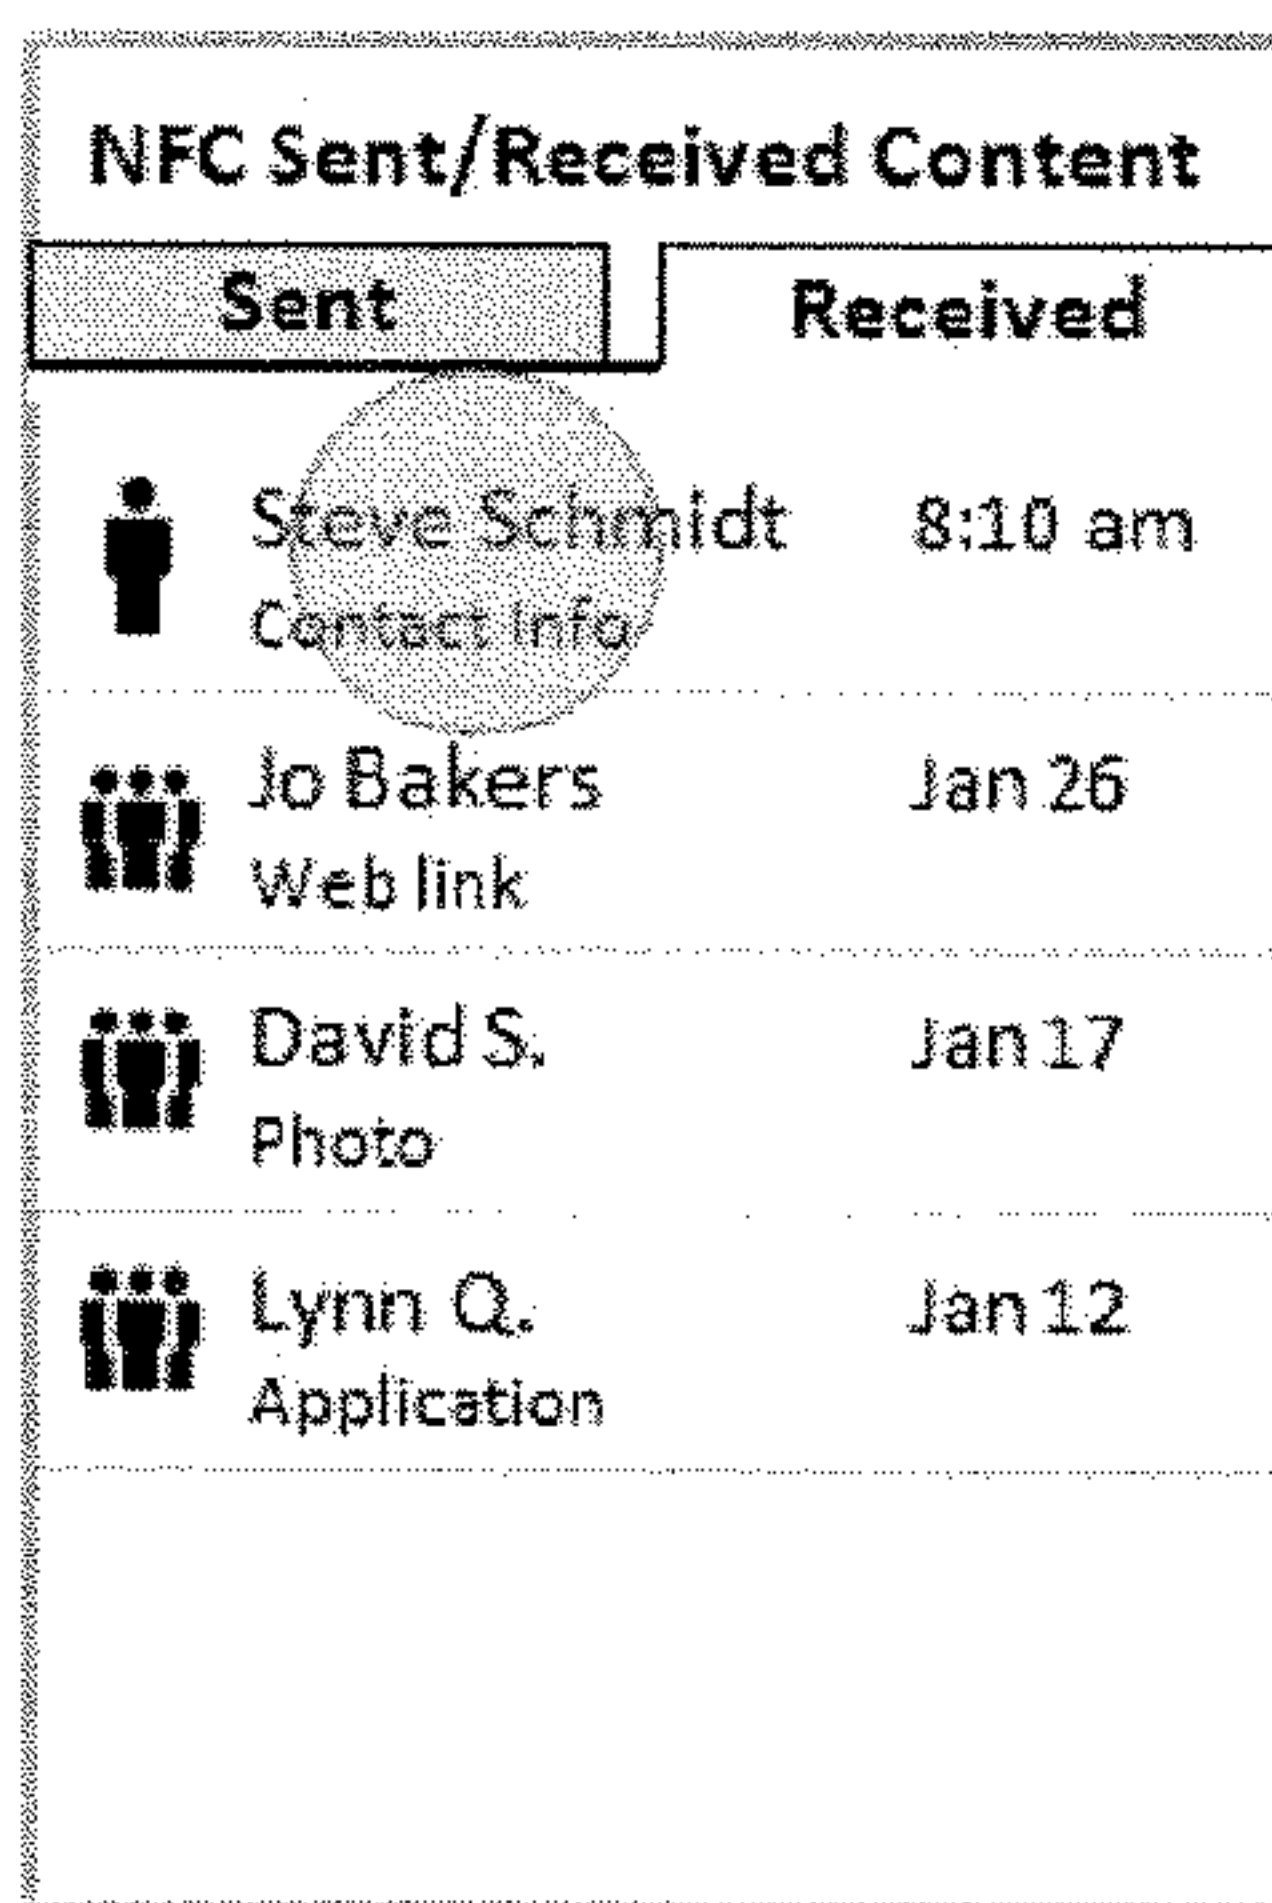 NFC Sent/Received Content
Sent Received
Steve Schmidt 8:10 am
Contact Info
Jo Bakers Jan 26
Web link
David S. Jan 17
Photo
Lynn Q. Jan 12
Application